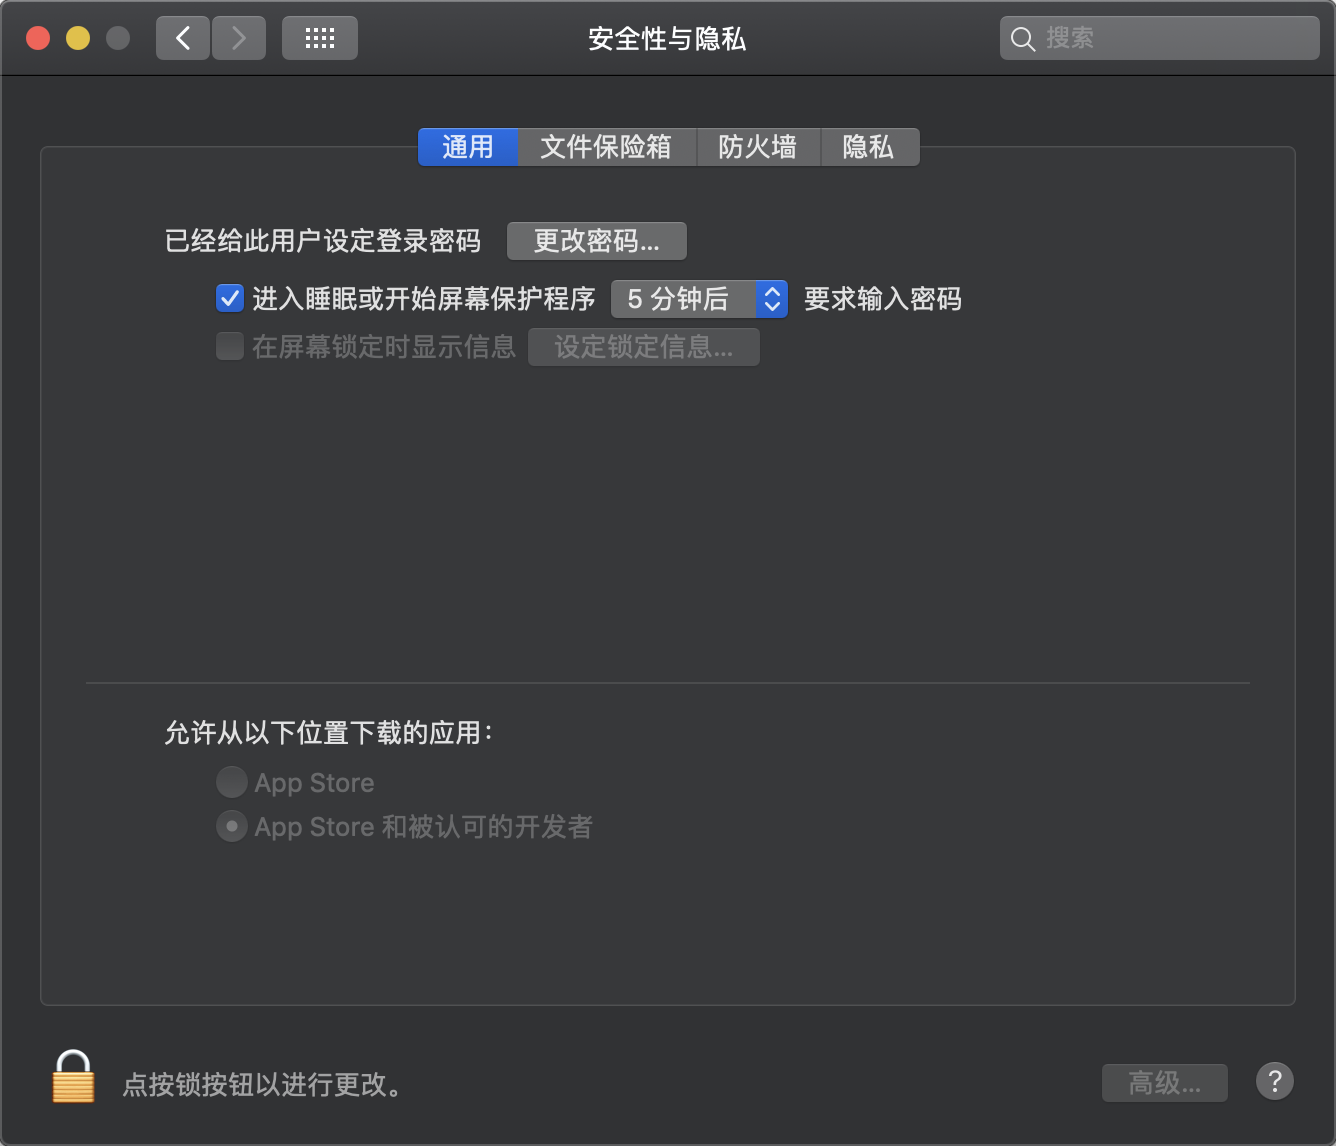 安全性与隐私
搜索
通用 文件保险箱 防火墙 隐私
已经给此用户设定登录密码 更改密码...
进入睡眠或开始屏幕保护程序 5 分钟后 要求输入密码
在屏幕锁定时显示信息 设定锁定信息...
允许从以下位置下载的应用：
App Store
App Store 和被认可的开发者
点按锁按钮以进行更改。
高级... ?